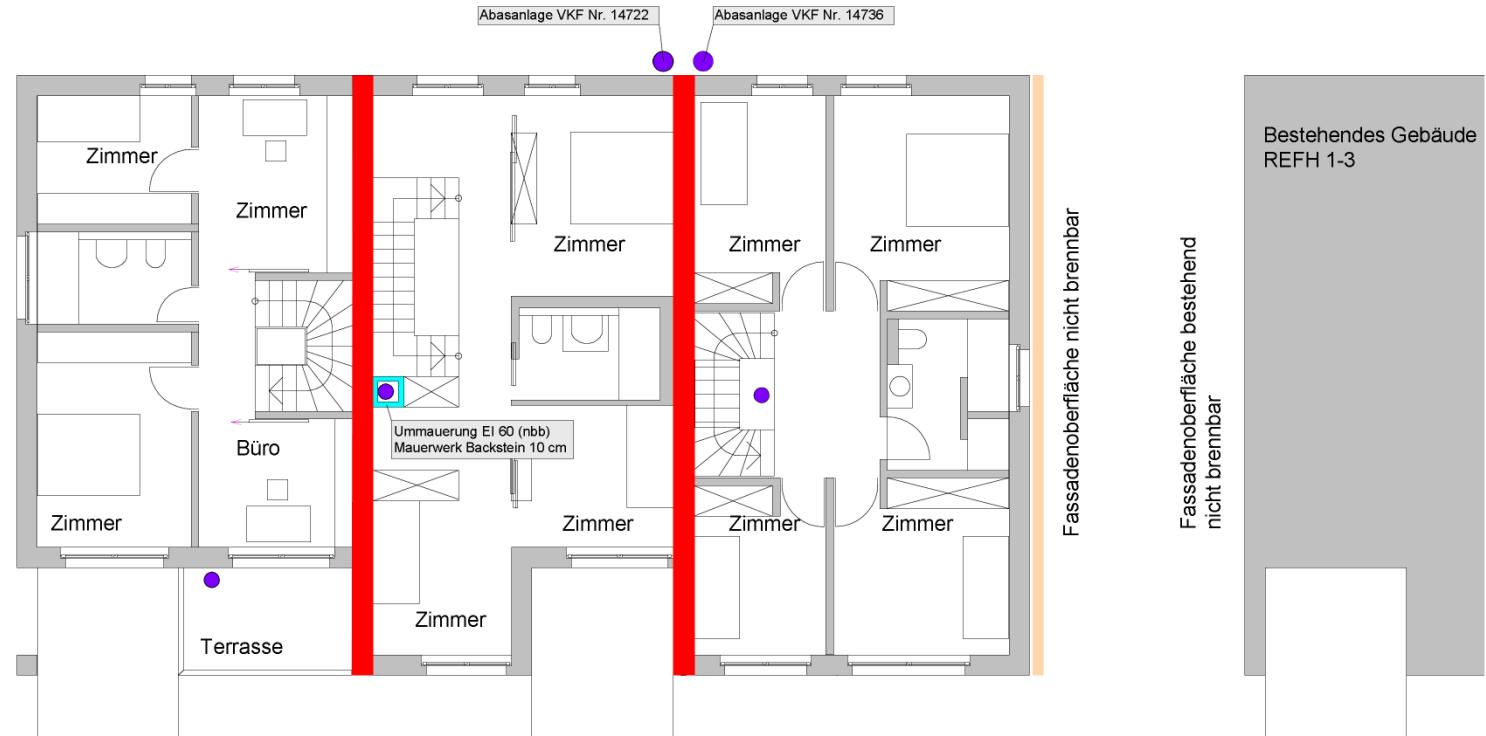 Abasanlage VKF Nr. 14722
Abasanlage VKF Nr. 14736
Bestehendes Gebäude
REFH 1-3
Zimmer
Zimmer
Zimmer
Zimmer
Zimmer
Fassadenoberfläche nicht brennbar
Fassadenoberfläche bestehend
nicht brennbar
Ummauerung EI 60 (nbb)
Mauerwerk Backstein 10 cm
Büro
Zimmer
Zimmer
Zimmer
Zimmer
Zimmer
Terrasse